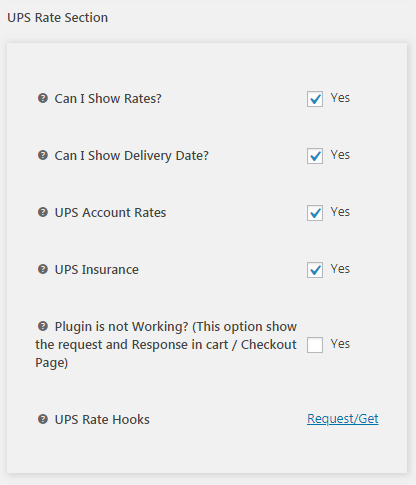 UPS Rate Section
? Can I Show Rates? Yes
? Can I Show Delivery Date? Yes
? UPS Account Rates Yes
? UPS Insurance Yes
? Plugin is not Working? (This option show
the request and Response in cart / Checkout Yes
Page)
? UPS Rate Hooks Request/Get